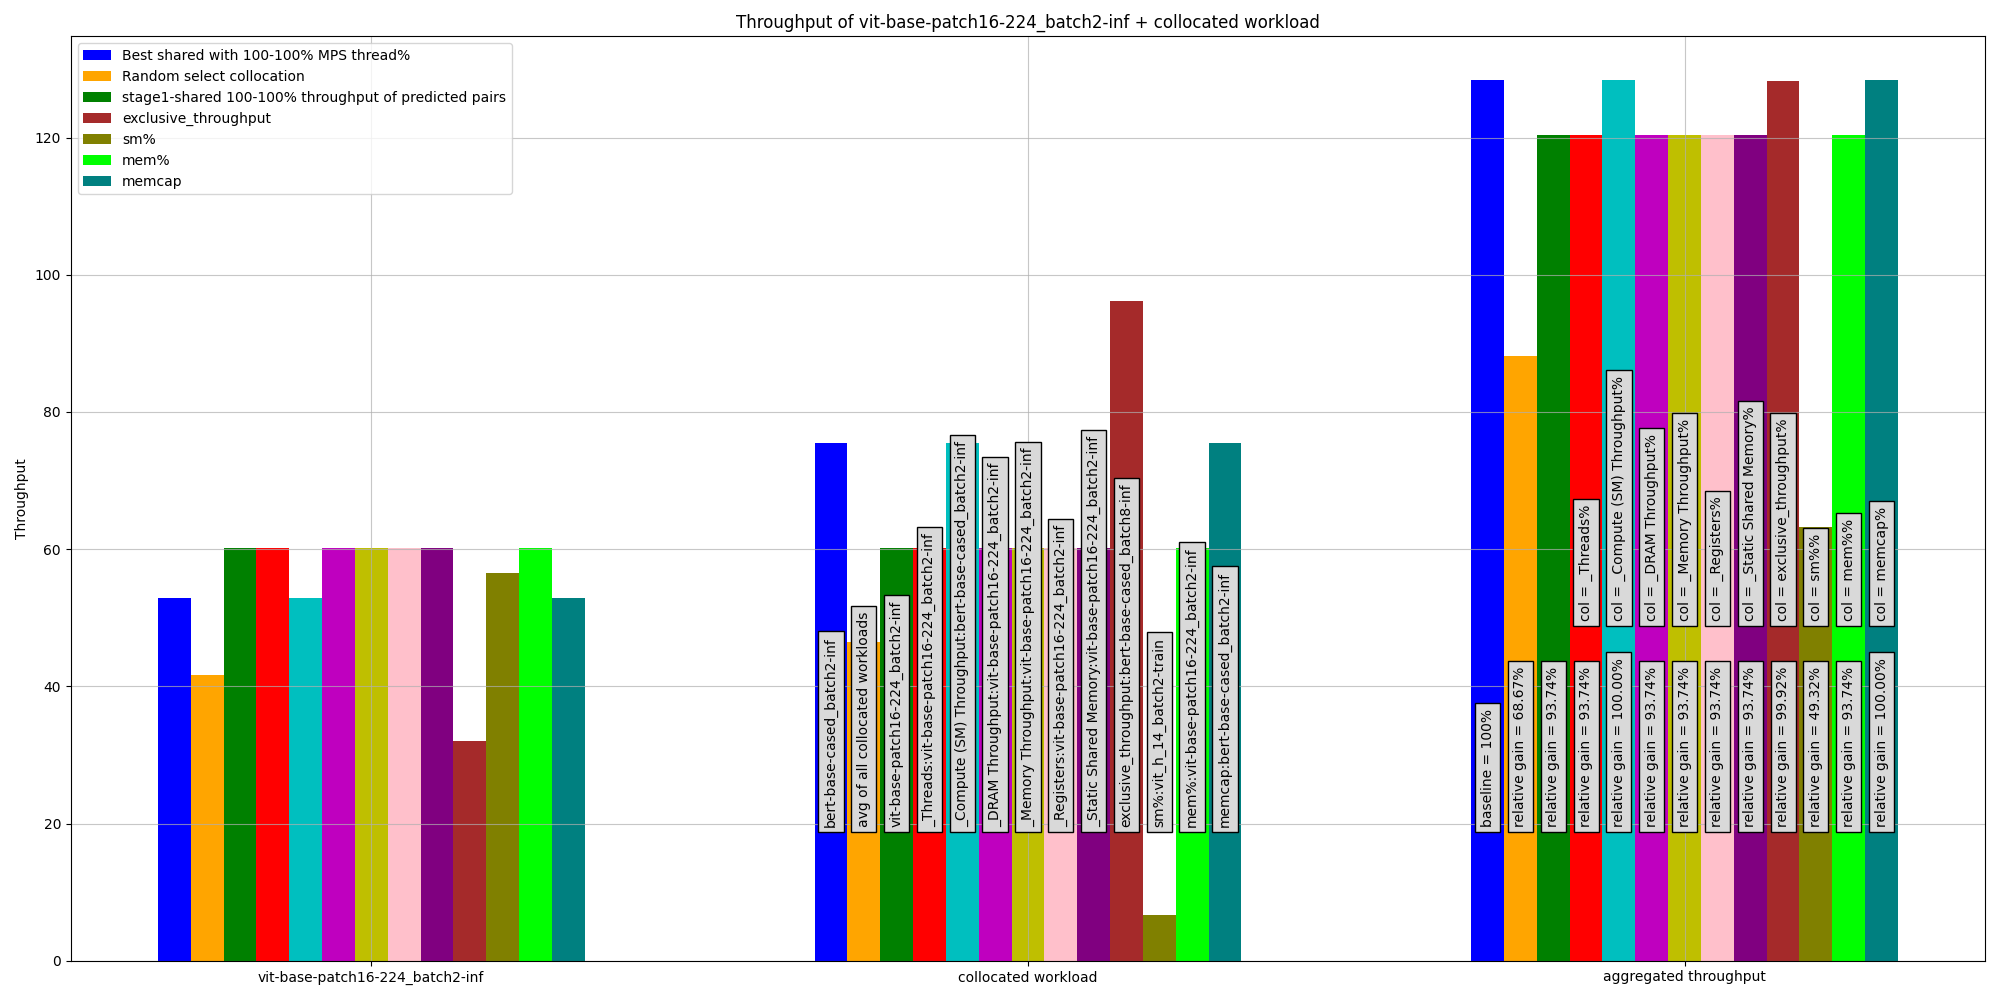 Throughput of vit-base-patch16-224_batch2-inf + collocated workload
Best shared with 100-100% MPS thread%
Random select collocation
stage1-shared 100-100% throughput of predicted pairs
exclusive_throughput
sm%
mem%
memcap
Throughput
120
100
80
60
40
20
0
bert-base-cased_batch2-inf
avg of all collocated workloads
vit-base-patch16-224_batch2-inf
_Threads:vit-base-patch16-224_batch2-inf
_Compute (SM) Throughput:bert-base-cased_batch2-inf
_DRAM Throughput:vit-base-patch16-224_batch2-inf
_Memory Throughput:vit-base-patch16-224_batch2-inf
_Registers:vit-base-patch16-224_batch2-inf
_Static Shared Memory:vit-base-patch16-224_batch2-inf
exclusive_throughput:bert-base-cased_batch8-inf
sm%:vit_h_14_batch2-train
mem%:vit-base-patch16-224_batch2-inf
memcap:bert-base-cased_batch2-inf
col = _Threads%
col = _Compute (SM) Throughput%
col = _DRAM Throughput%
col = _Memory Throughput%
col = _Registers%
col = _Static Shared Memory%
col = exclusive_throughput%
col = sm%%
col = mem%%
col = memcap%
baseline = 100%
relative gain = 68.67%
relative gain = 93.74%
relative gain = 93.74%
relative gain = 100.00%
relative gain = 93.74%
relative gain = 93.74%
relative gain = 93.74%
relative gain = 93.74%
relative gain = 99.92%
relative gain = 49.32%
relative gain = 93.74%
relative gain = 100.00%
vit-base-patch16-224_batch2-inf
collocated workload
aggregated throughput